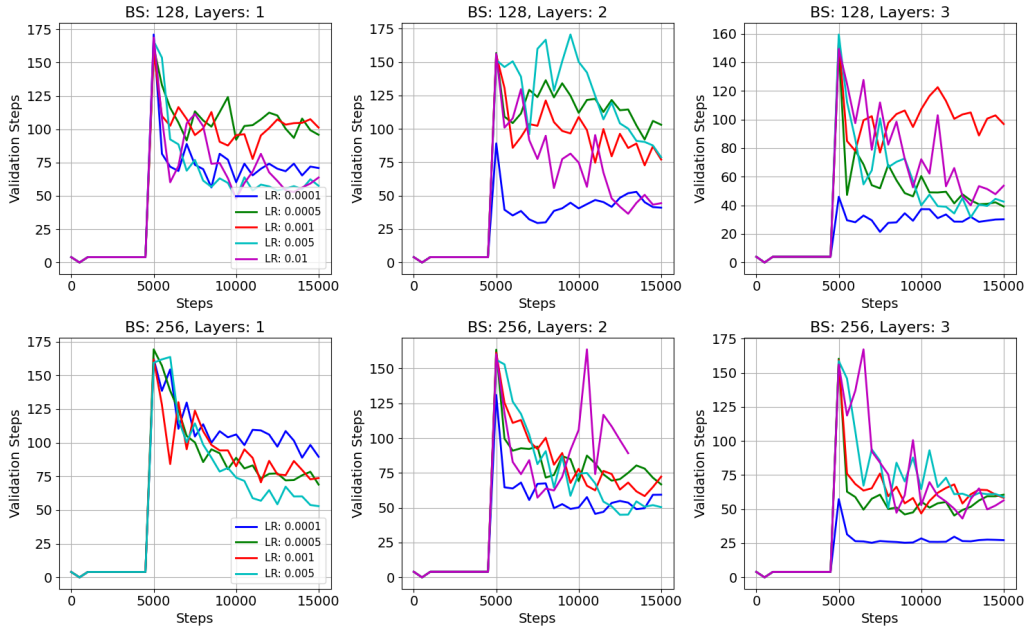 BS: 128, Layers: 1
Validation Steps
175
150
125
100
75
50
25
0
LR: 0.0001
LR: 0.0005
LR: 0.001
LR: 0.005
LR: 0.01
0 5000 10000 15000
Steps
BS: 128, Layers: 2
Validation Steps
175
150
125
100
75
50
25
0
0 5000 10000 15000
Steps
BS: 128, Layers: 3
Validation Steps
160
140
120
100
80
60
40
20
0
0 5000 10000 15000
Steps
BS: 256, Layers: 1
Validation Steps
175
150
125
100
75
50
25
0
LR: 0.0001
LR: 0.0005
LR: 0.001
LR: 0.005
0 5000 10000 15000
Steps
BS: 256, Layers: 2
Validation Steps
150
125
100
75
50
25
0
0 5000 10000 15000
Steps
BS: 256, Layers: 3
Validation Steps
175
150
125
100
75
50
25
0
0 5000 10000 15000
Steps